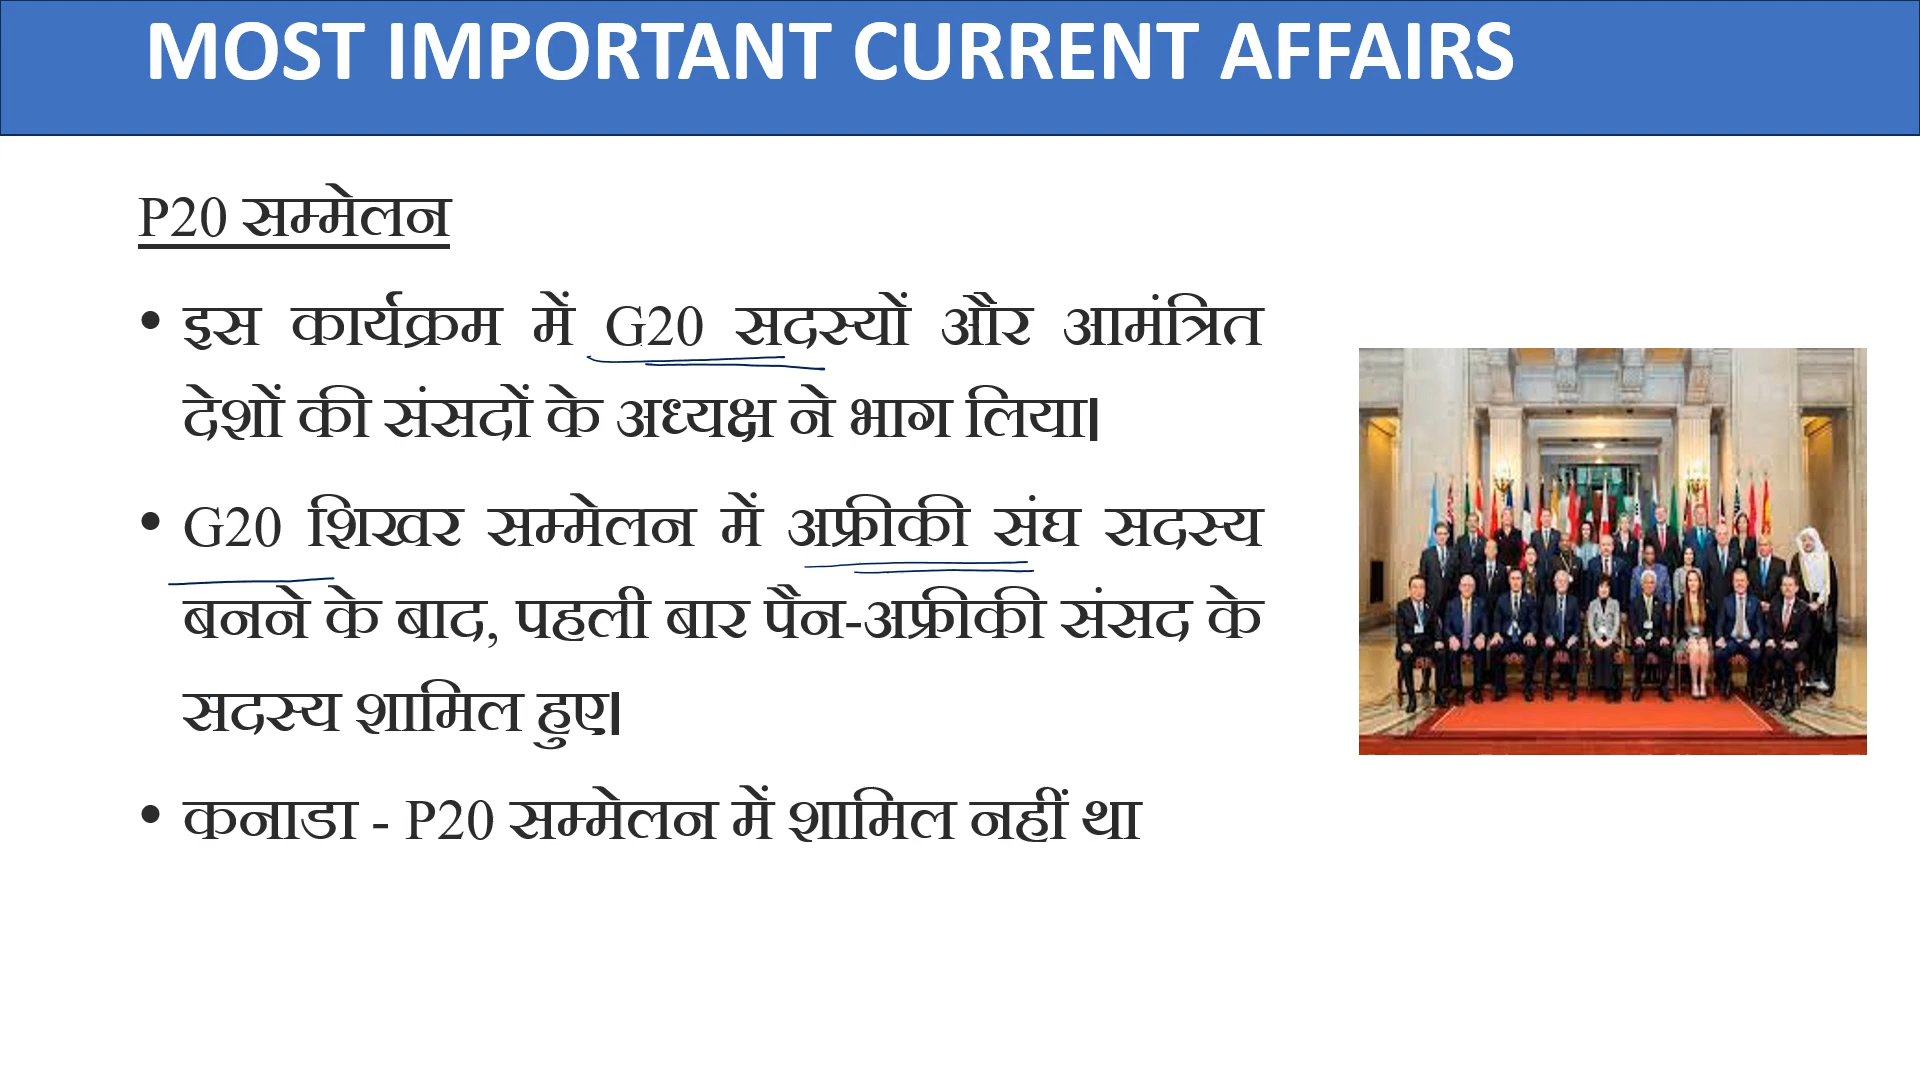 MOST IMPORTANT CURRENT AFFAIRS
P20 सम्मेलन
• इस कार्यक्रम में G20 सदस्यों और आमंत्रित
देशों की संसदों के अध्यक्ष ने भाग लिया।
• G20 शिखर सम्मेलन में अफ्रीकी संघ सदस्य
बनने के बाद, पहली बार पैन-अफ्रीकी संसद के
सदस्य शामिल हुए।
• कनाडा - P20 सम्मेलन में शामिल नहीं था